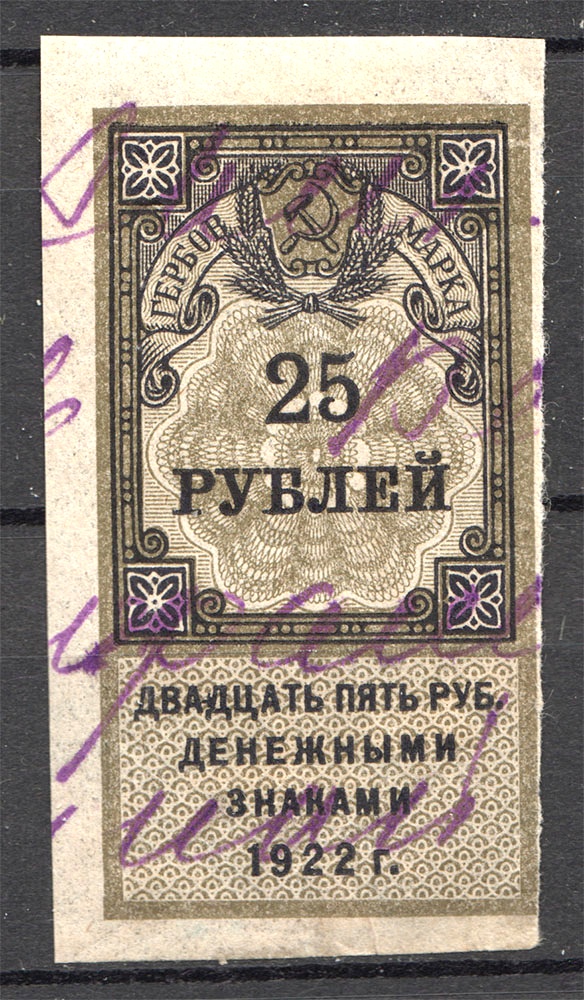 ГЕРБОВ. МАРКА
25
РУБЛЕЙ
ДВАДЦАТЬ ПЯТЬ РУБ.
ДЕНЕЖНЫМИ
ЗНАКАМИ
1922 г.